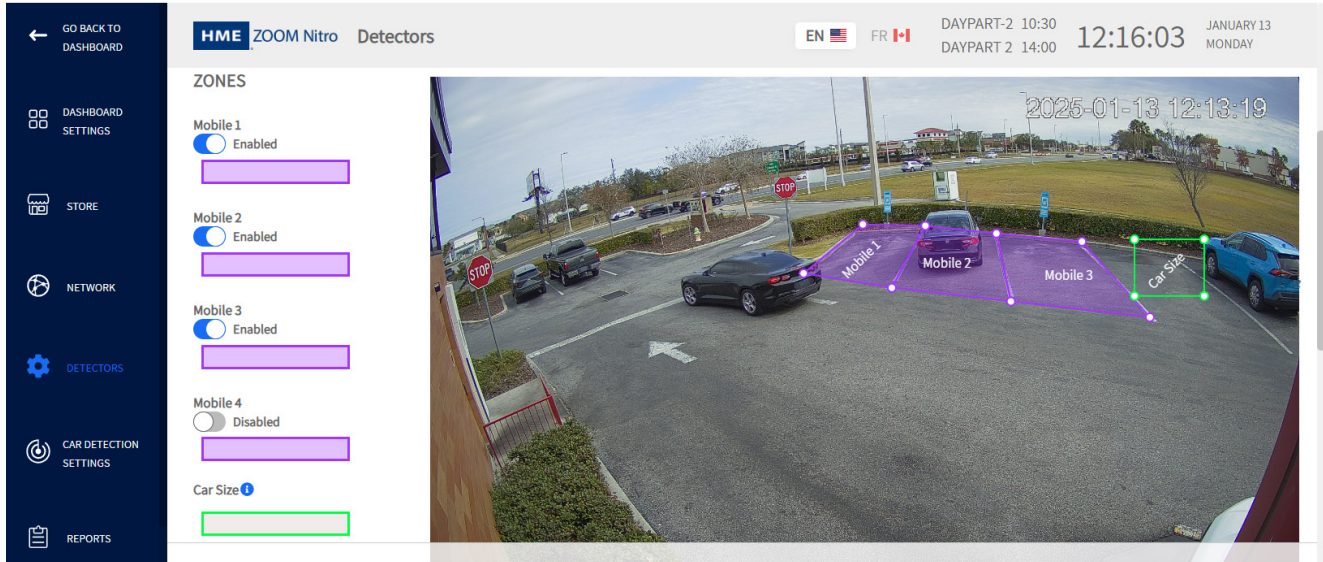 GO BACK TO
DASHBOARD
HME ZOOM Nitro Detectors
EN FR
DAYPART-2 10:30
DAYPART 2 14:00
12:16:03
JANUARY 13
MONDAY
DASHBOARD
SETTINGS
STORE
NETWORK
DETECTORS
CAR DETECTION
SETTINGS
REPORTS
ZONES
Mobile 1
Enabled
Mobile 2
Enabled
Mobile 3
Enabled
Mobile 4
Disabled
Car Size
2025-01-13 12:13:19
STOP
STOP
Mobile 1
Mobile 2
Mobile 3
Car Size